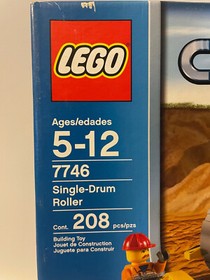 LEGO
Ages/edades
5-12
7746
Single-Drum
Roller
Cont. 208 pcs/pzs
Building Toy
Jouet de Construction
Juguete para Construir